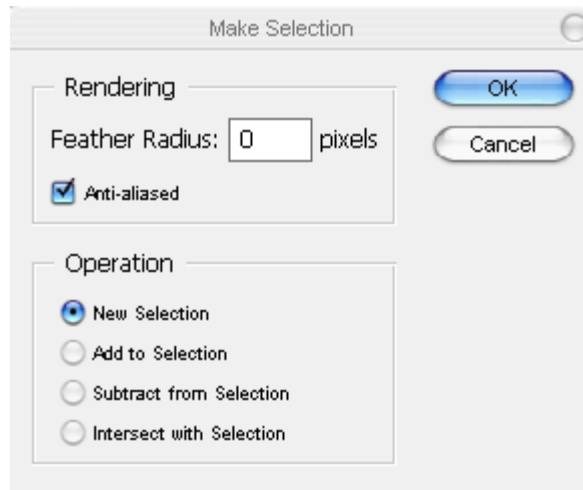 Make Selection
Rendering
Feather Radius: 0 pixels
Anti-aliased
OK
Cancel
Operation
New Selection
Add to Selection
Subtract from Selection
Intersect with Selection